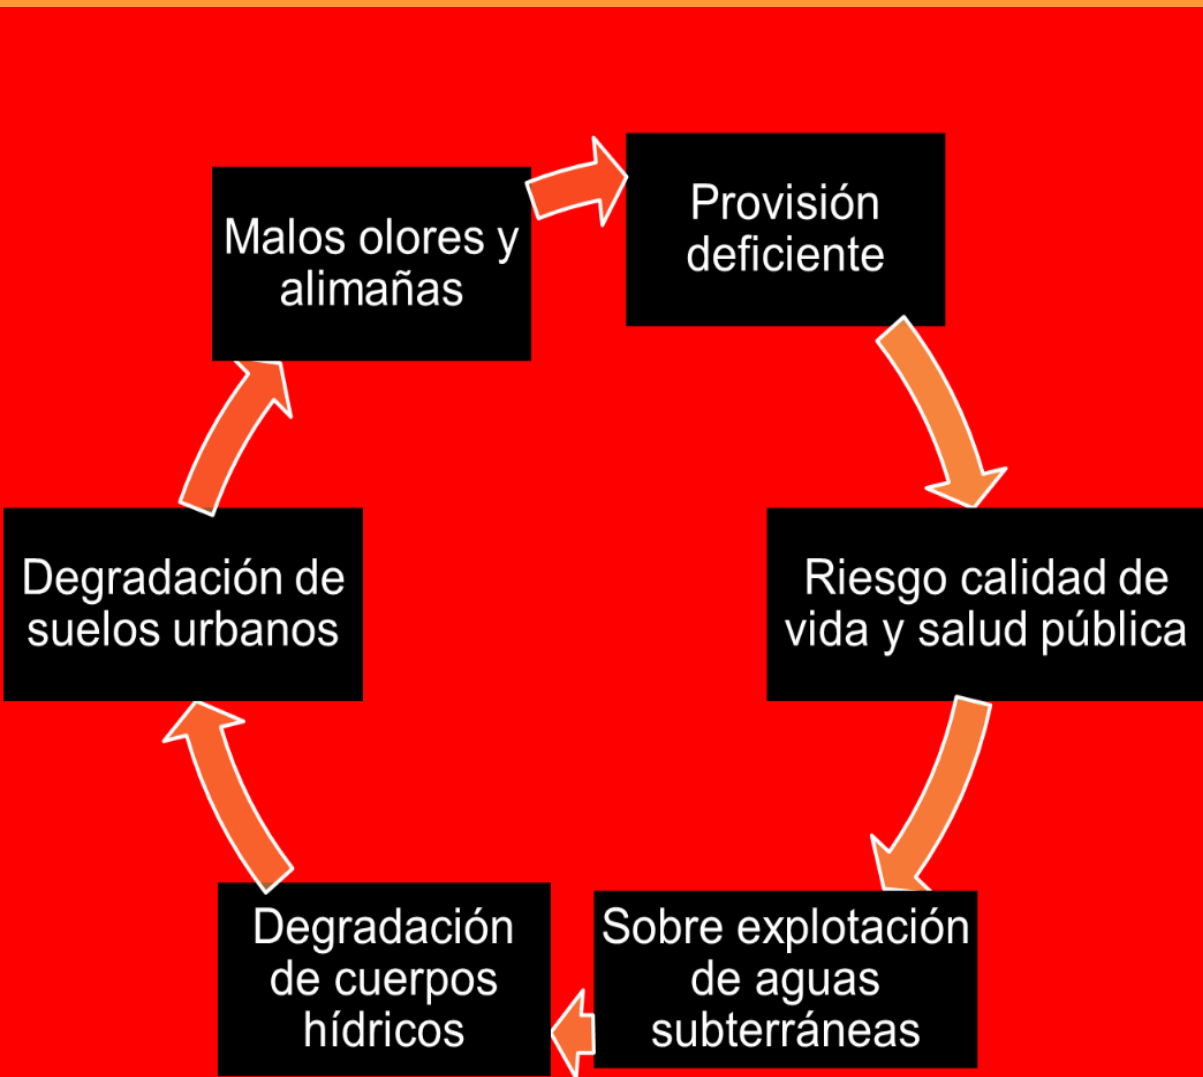 Provisión
deficiente
Riesgo calidad de
vida y salud pública
Sobre explotación
de aguas
subterráneas
Degradación
de cuerpos
hídricos
Degradación de
suelos urbanos
Malos olores y
alimañas